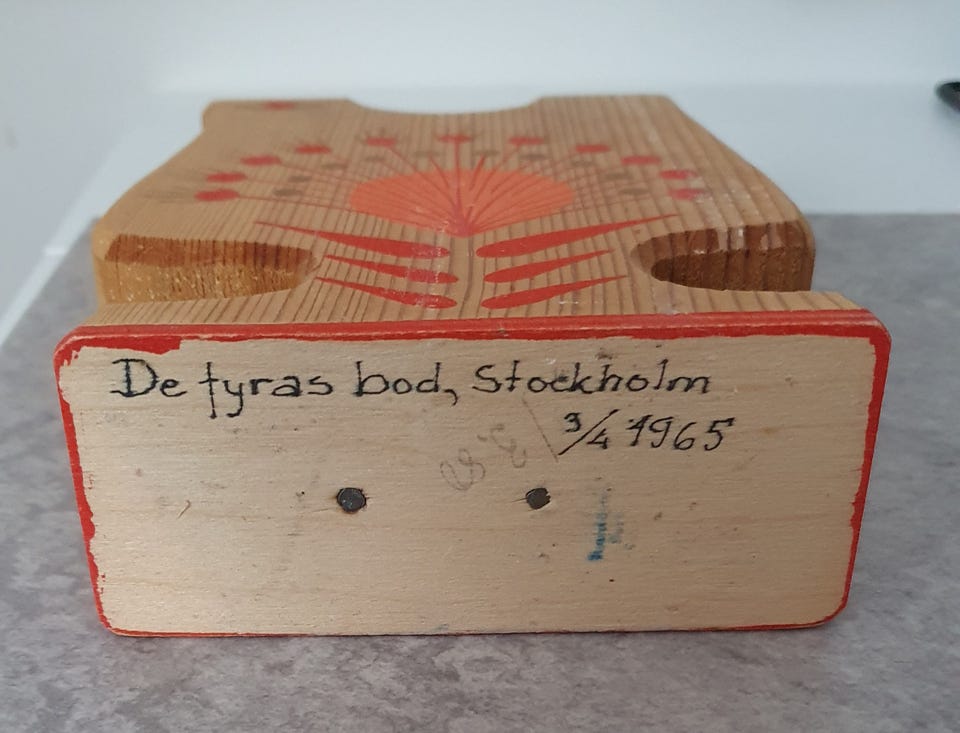 De fyras bod, Stockholm
3/4 1965